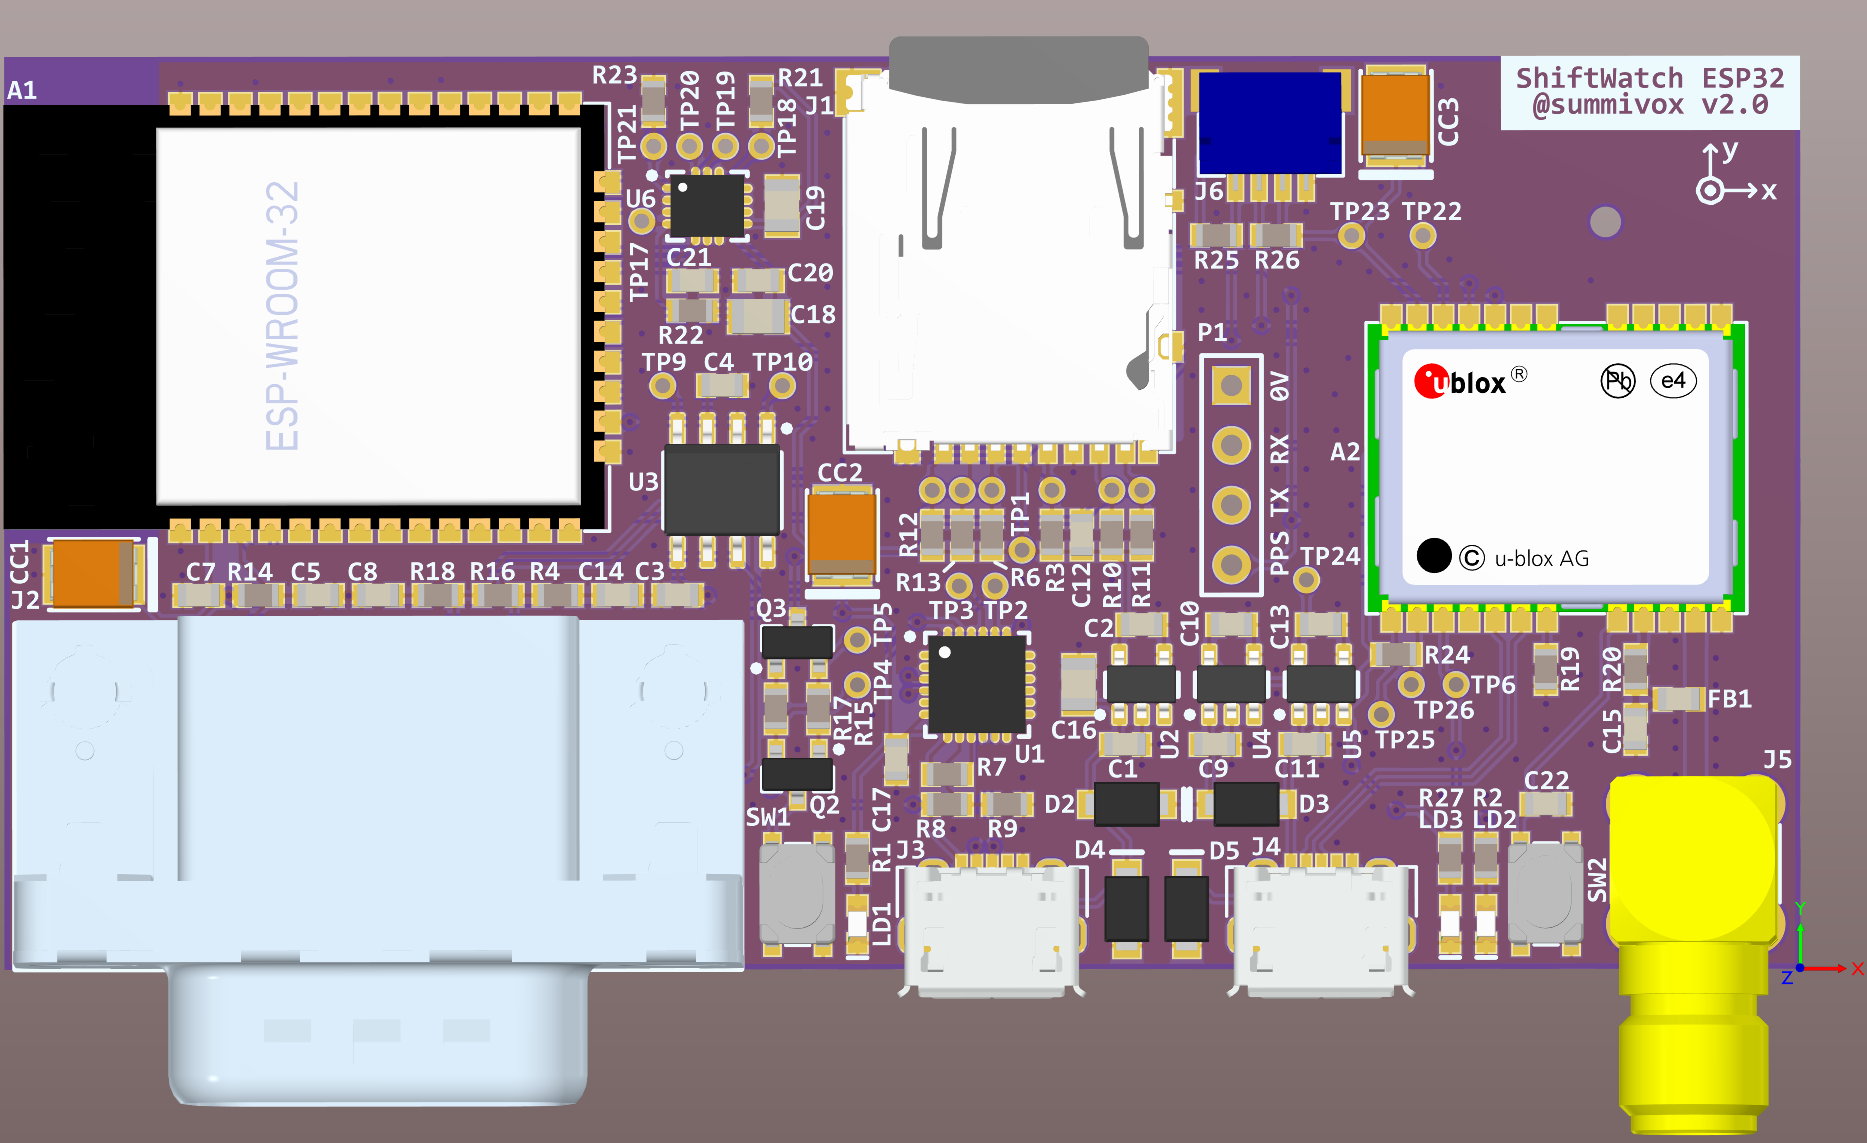 A1
ESP-WROOM-32
R23
TP20
TP19
R21
J1
TP21
TP18
U6
C19
TP17
C21
C20
C18
R22
TP9
C4
TP10
U3
CC2
ShiftWatch ESP32
@summivox v2.0
CC3
y
x
J6
TP23
TP22
R25
R26
P1
0V
RX
TX
PPS
A2
ublox ®
Pb
e4
© u-blox AG
TP24
CC1
J2
C7
R14
C5
C8
R18
R16
R4
C14
C3
R12
TP1
R13
R6
R3
C12
R10
R11
TP3
TP2
Q3
TP5
TP4
R17
R15
C2
C10
C13
R24
TP6
TP26
TP25
R19
R20
FB1
C15
C16
U1
U2
U4
U5
C1
C9
C11
R7
R8
R9
C17
Q2
SW1
D2
D3
D4
D5
J3
J4
R1
LD1
R27
R2
LD3
LD2
C22
SW2
J5
Y
X
Z